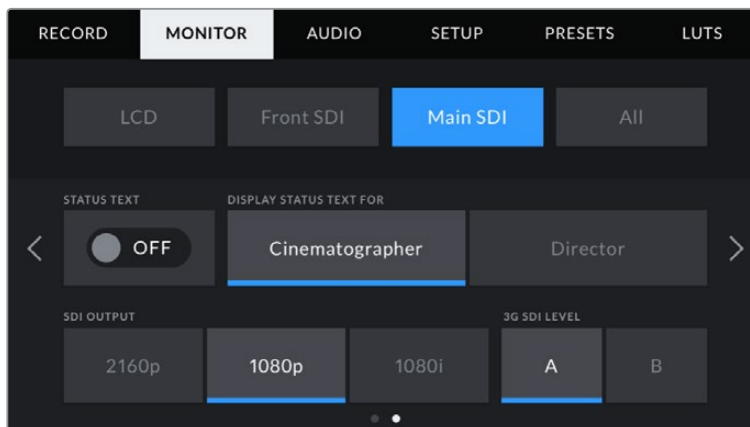 RECORD MONITOR AUDIO SETUP PRESETS LUTS
LCD Front SDI Main SDI All
STATUS TEXT DISPLAY STATUS TEXT FOR
OFF Cinematographer Director
SDI OUTPUT 3G SDI LEVEL
2160p 1080p 1080i A B